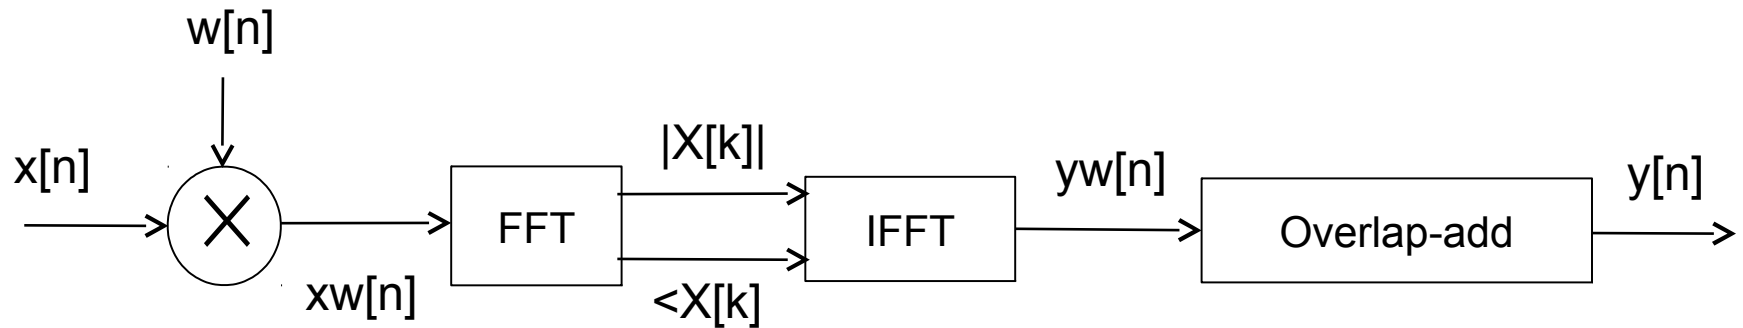 w[n]
x[n]
xw[n]
FFT
|X[k]|
<X[k]
IFFT
yw[n]
Overlap-add
y[n]